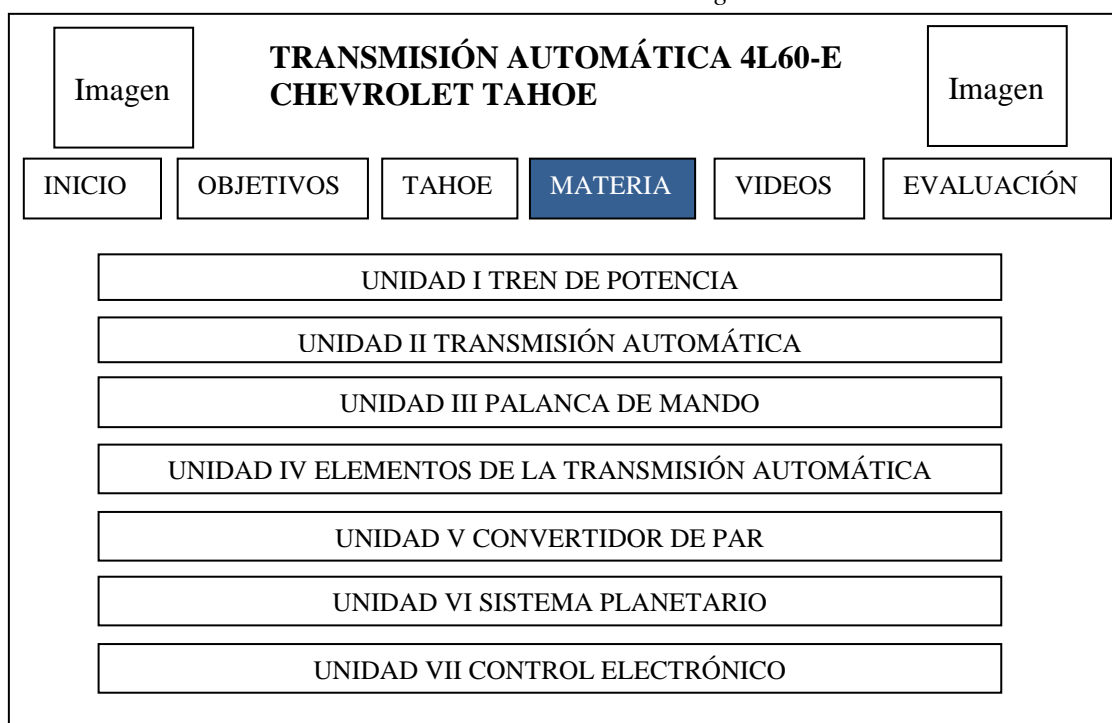 TRANSMISIÓN AUTOMÁTICA 4L60-E
CHEVROLET TAHOE
Imagen
Imagen
INICIO
OBJETIVOS
TAHOE
MATERIA
VIDEOS
EVALUACIÓN
UNIDAD I TREN DE POTENCIA
UNIDAD II TRANSMISIÓN AUTOMÁTICA
UNIDAD III PALANCA DE MANDO
UNIDAD IV ELEMENTOS DE LA TRANSMISIÓN AUTOMÁTICA
UNIDAD V CONVERTIDOR DE PAR
UNIDAD VI SISTEMA PLANETARIO
UNIDAD VII CONTROL ELECTRÓNICO